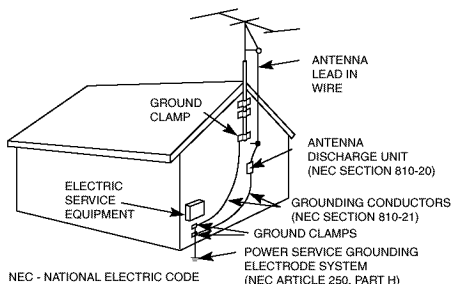 ANTENNA
LEAD IN
WIRE
GROUND
CLAMP
ANTENNA
DISCHARGE UNIT
(NEC SECTION 810-20)
ELECTRIC
SERVICE
EQUIPMENT
GROUNDING CONDUCTORS
(NEC SECTION 810-21)
GROUND CLAMPS
POWER SERVICE GROUNDING
ELECTRODE SYSTEM
(NEC ARTICLE 250, PART H)
NEC - NATIONAL ELECTRIC CODE